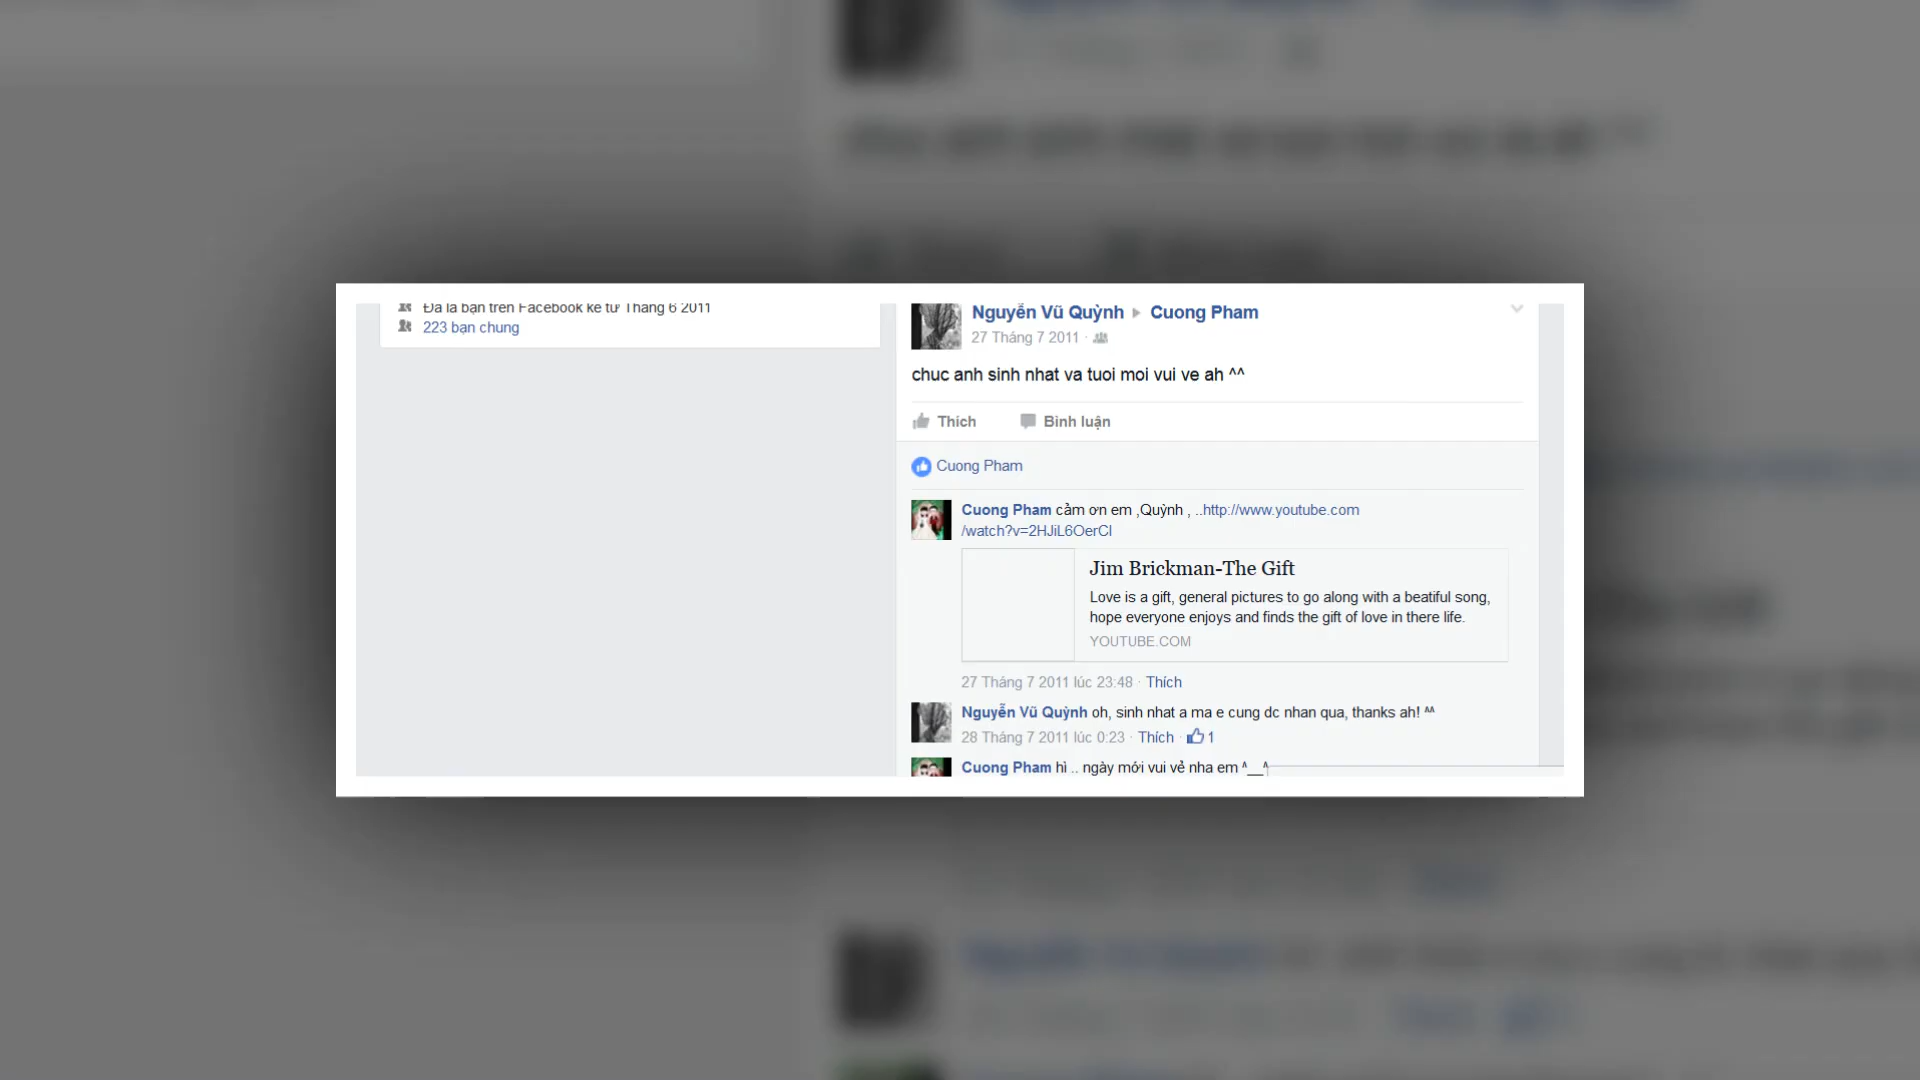 Đã là bạn trên Facebook kể từ Tháng 6 2011
223 bạn chung
Nguyễn Vũ Quỳnh ▸ Cuong Pham
27 Tháng 7 2011 ·
chuc anh sinh nhat va tuoi moi vui ve ah ^^
Thích Bình luận
Cuong Pham
Cuong Pham cảm ơn em ,Quỳnh , ..http://www.youtube.com
/watch?v=2HJiL6OerCI
Jim Brickman-The Gift
Love is a gift, general pictures to go along with a beatiful song,
hope everyone enjoys and finds the gift of love in there life.
YOUTUBE.COM
27 Tháng 7 2011 lúc 23:48 · Thích
Nguyễn Vũ Quỳnh oh, sinh nhat a ma e cung dc nhan qua, thanks ah! ^^
28 Tháng 7 2011 lúc 0:23 · Thích · 1
Cuong Pham hì .. ngày mới vui vẻ nha em ^__^